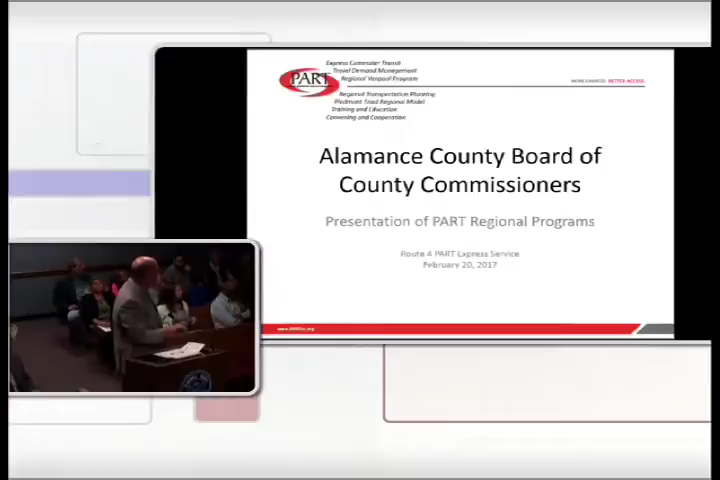 Express Commuter Transit
Travel Demand Management
Regional Vanpool Program
PART
Regional Transportation Planning
Piedmont Triad Regional Model
Training and Education
Convening and Cooperation
MORE CHOICES. BETTER ACCESS.
Alamance County Board of
County Commissioners
Presentation of PART Regional Programs
Route 4 PART Express Service
February 20, 2017